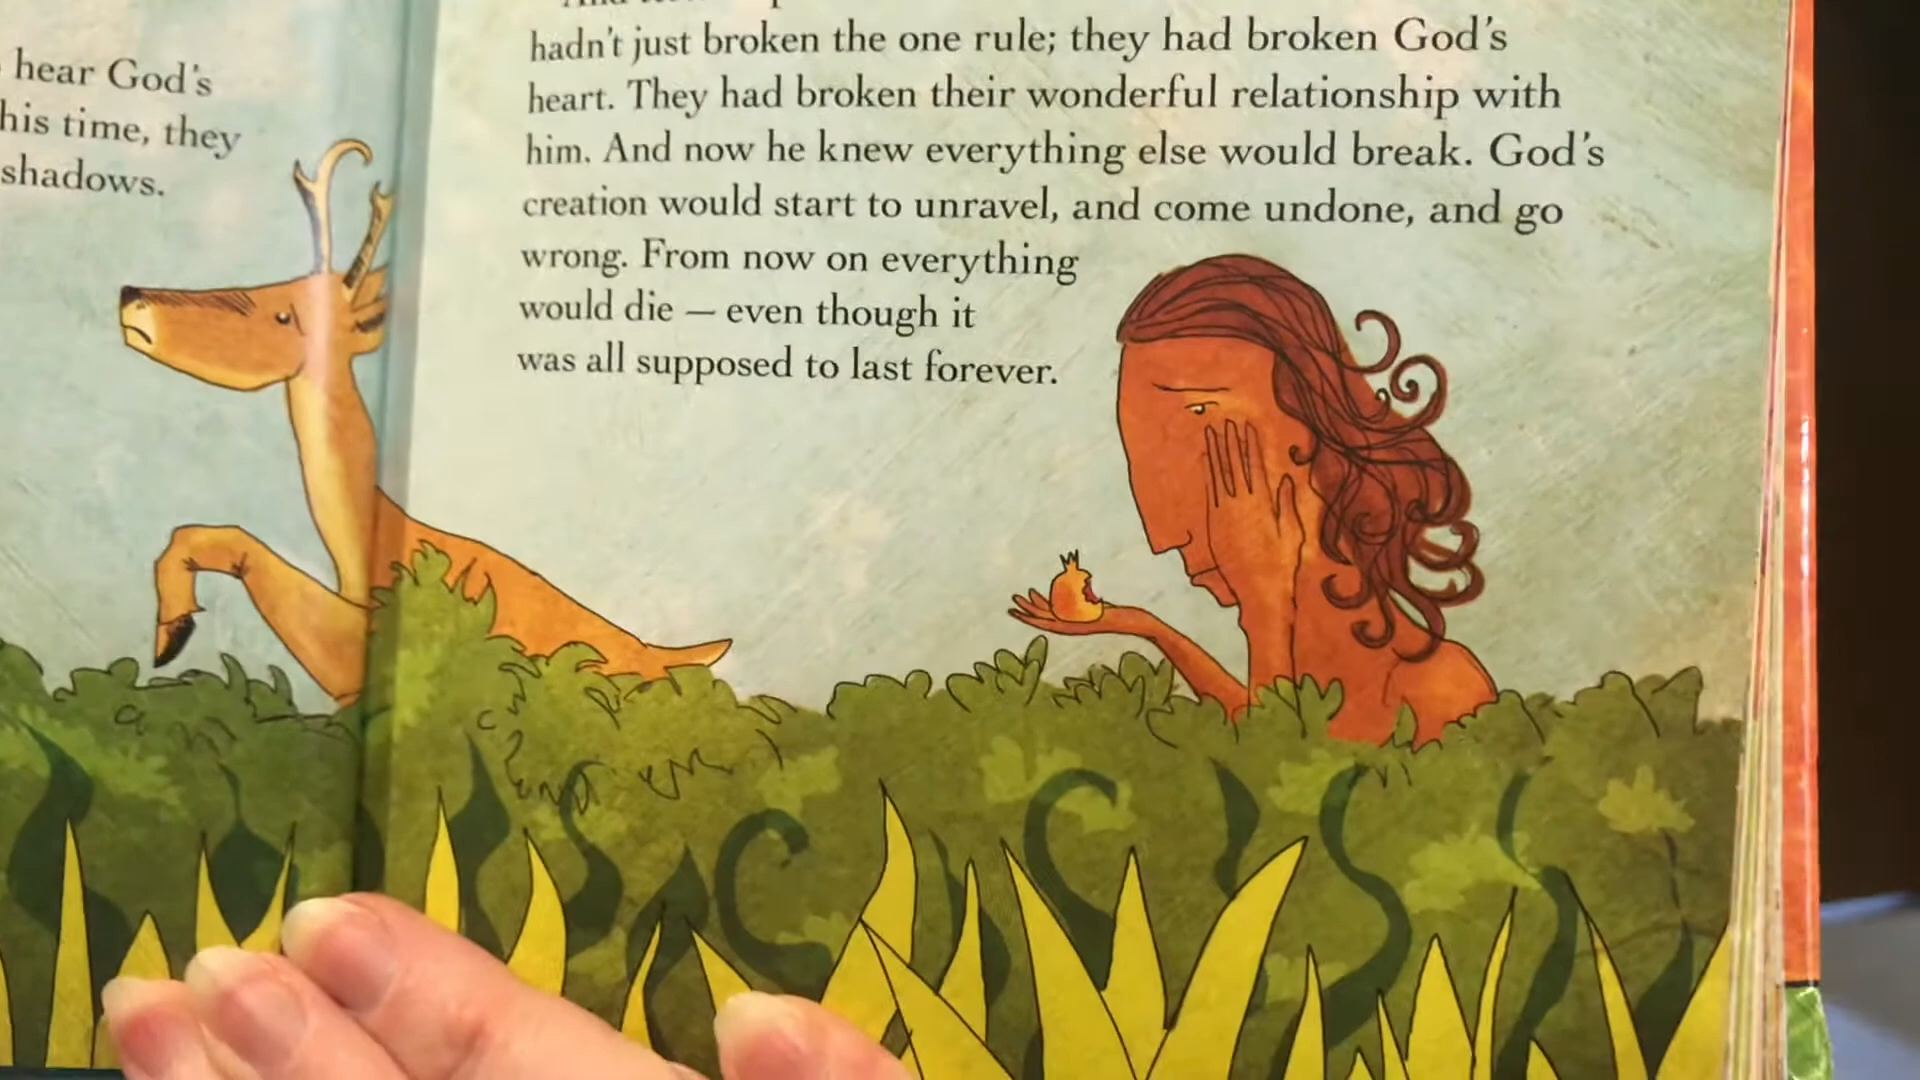 hear God's
his time, they
shadows.
hadn't just broken the one rule; they had broken God's
heart. They had broken their wonderful relationship with
him. And now he knew everything else would break. God's
creation would start to unravel, and come undone, and go
wrong. From now on everything
would die — even though it
was all supposed to last forever.